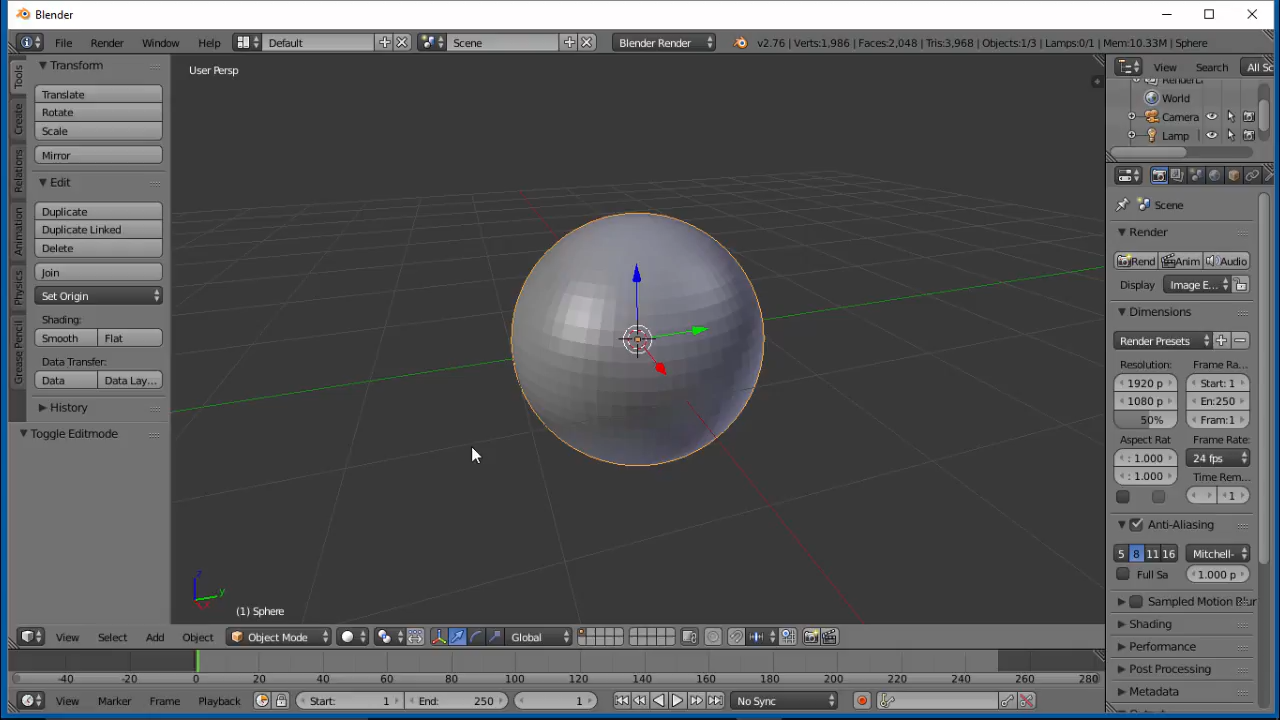 Blender
File Render Window Help Default Scene Blender Render v2.76 | Verts:1,986 | Faces:2,048 | Tris:3,968 | Objects:1/3 | Lamps:0/1 | Mem:10.33M | Sphere
Tools
Create
Relations
Animation
Physics
Grease Pencil
Transform
Translate
Rotate
Scale
Mirror
Edit
Duplicate
Duplicate Linked
Delete
Join
Set Origin
Shading:
Smooth Flat
Data Transfer:
Data Data Lay...
History
Toggle Editmode
User Persp
z
y
(1) Sphere
View Search All Sc
World
Camera
Lamp
Scene
Render
Rend Anim Audio
Display Image E...
Dimensions
Render Presets
Resolution: Frame Ra...
1920 p Start: 1
1080 p En:250
50% Fram:1
Aspect Rat Frame Rate:
: 1.000 24 fps
: 1.000 Time Rem...
1
Anti-Aliasing
5 8 11 16 Mitchell-
Full Sa 1.000 p
Sampled Motion Blur
Shading
Performance
Post Processing
Metadata
View Select Add Object Object Mode Global
-40 -20 0 20 40 60 80 100 120 140 160 180 200 220 240 260 280
View Marker Frame Playback Start: 1 End: 250 1 No Sync